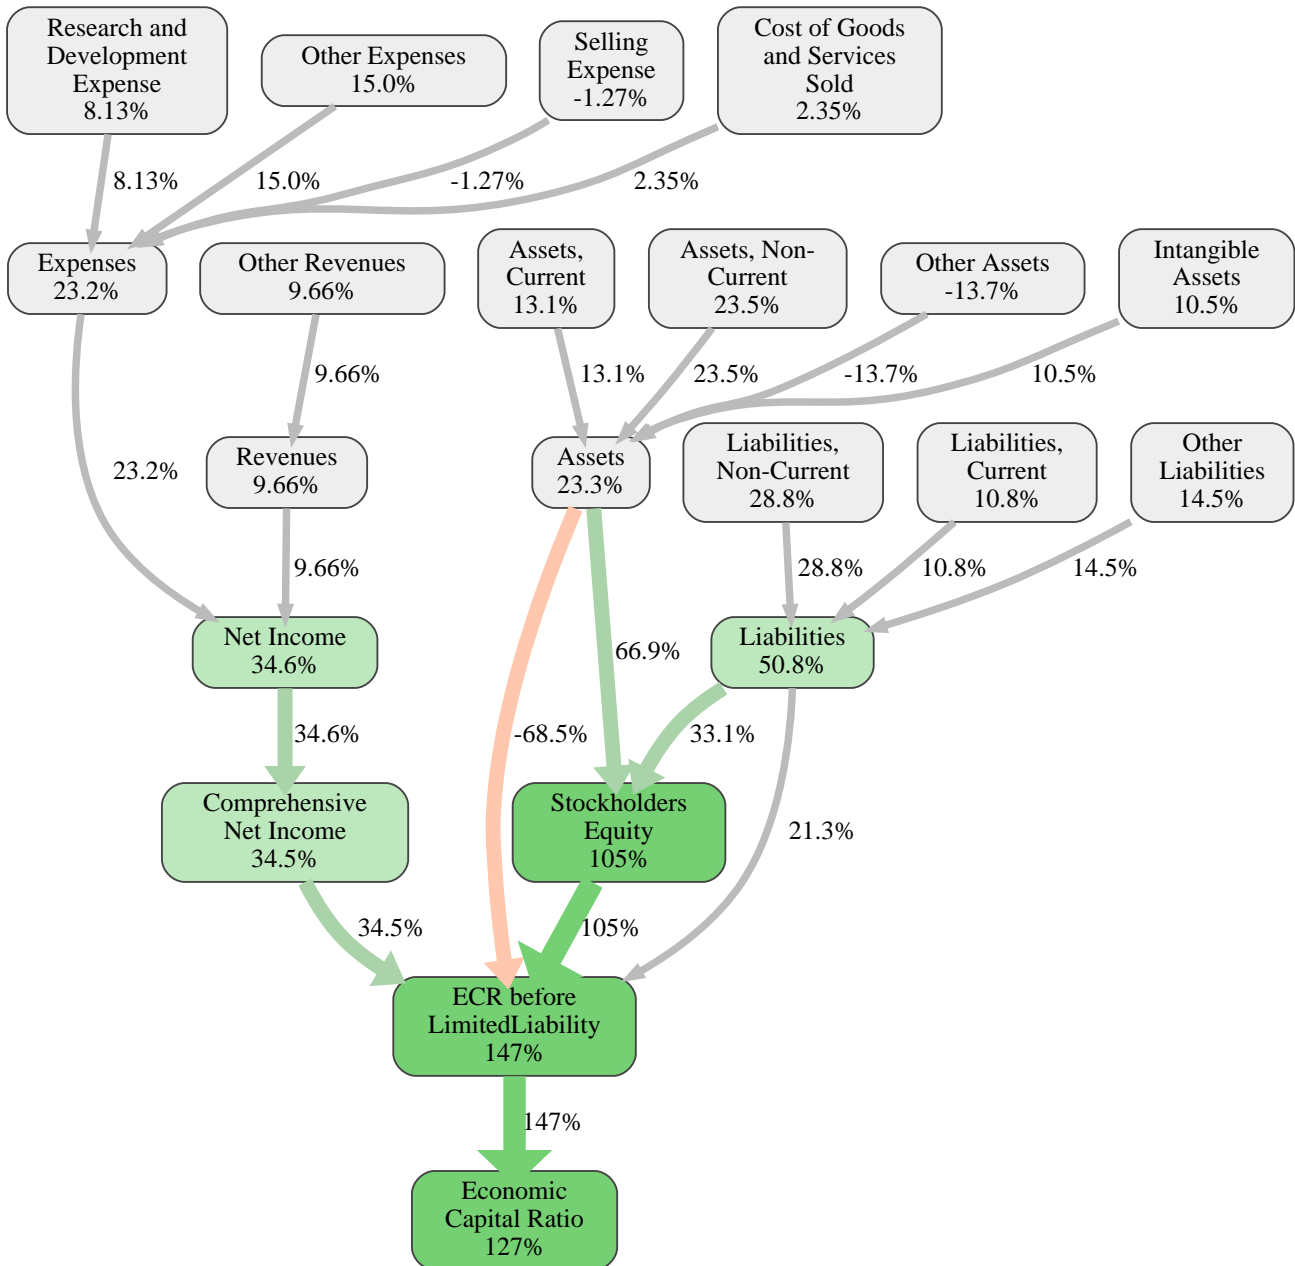 Research and
Development
Expense
8.13%
Other Expenses
15.0%
Selling
Expense
-1.27%
Cost of Goods
and Services
Sold
2.35%
8.13%
15.0%
-1.27%
2.35%
Expenses
23.2%
Other Revenues
9.66%
Assets,
Current
13.1%
Assets, Non-
Current
23.5%
Other Assets
-13.7%
Intangible
Assets
10.5%
9.66%
13.1%
23.5%
-13.7%
10.5%
23.2%
Revenues
9.66%
Assets
23.3%
Liabilities,
Non-Current
28.8%
Liabilities,
Current
10.8%
Other
Liabilities
14.5%
9.66%
28.8%
10.8%
14.5%
Net Income
34.6%
66.9%
Liabilities
50.8%
34.6%
-68.5%
33.1%
Comprehensive
Net Income
34.5%
Stockholders
Equity
105%
21.3%
34.5%
105%
ECR before
LimitedLiability
147%
147%
Economic
Capital Ratio
127%